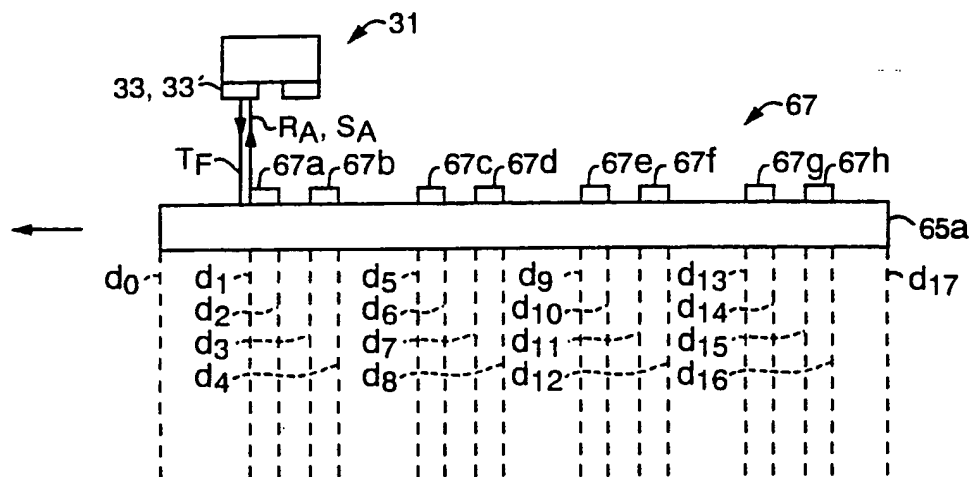 31
33, 33′
RA, SA
67
TF
67a 67b 67c 67d 67e 67f 67g 67h
65a
d0 d1 d5 d9 d13 d17
d2 d6 d10 d14
d3 d7 d11 d15
d4 d8 d12 d16